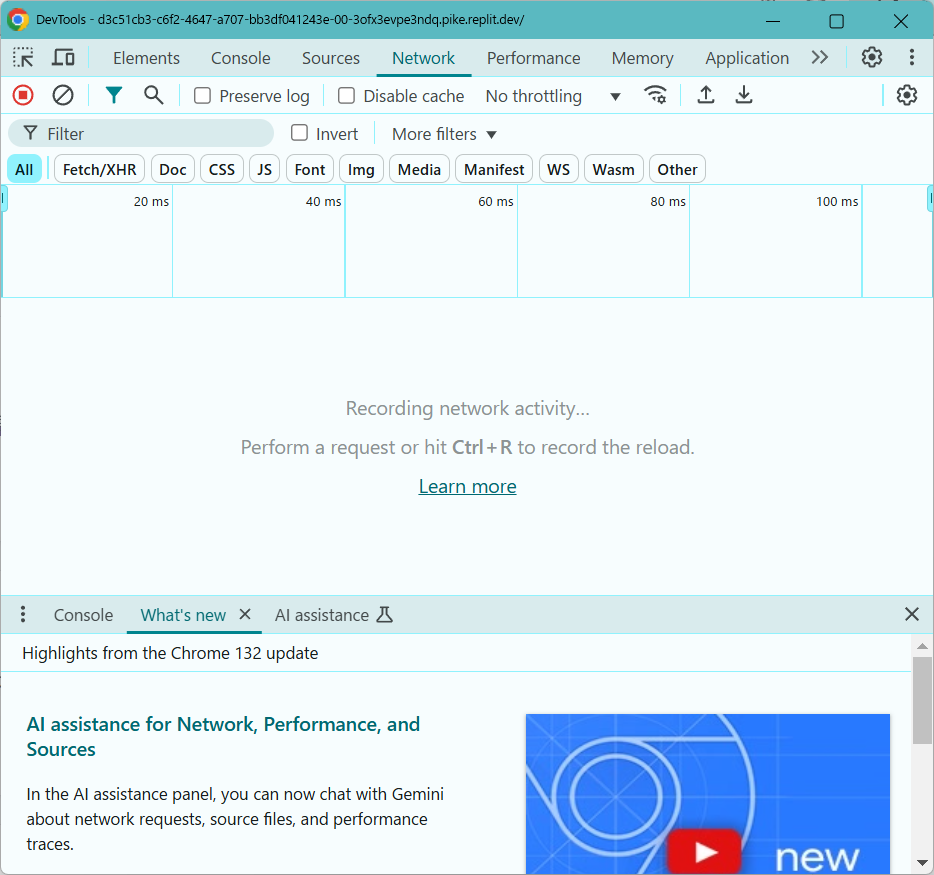 DevTools - d3c51cb3-c6f2-4647-a707-bb3df041243e-00-3ofx3evpe3ndq.pike.replit.dev/
Elements Console Sources Network Performance Memory Application
Preserve log Disable cache No throttling
Filter Invert More filters
All Fetch/XHR Doc CSS JS Font Img Media Manifest WS Wasm Other
20 ms 40 ms 60 ms 80 ms 100 ms
Recording network activity...
Perform a request or hit Ctrl+R to record the reload.
Learn more
Console What's new AI assistance
Highlights from the Chrome 132 update
AI assistance for Network, Performance, and
Sources
In the AI assistance panel, you can now chat with Gemini
about network requests, source files, and performance
traces.
new